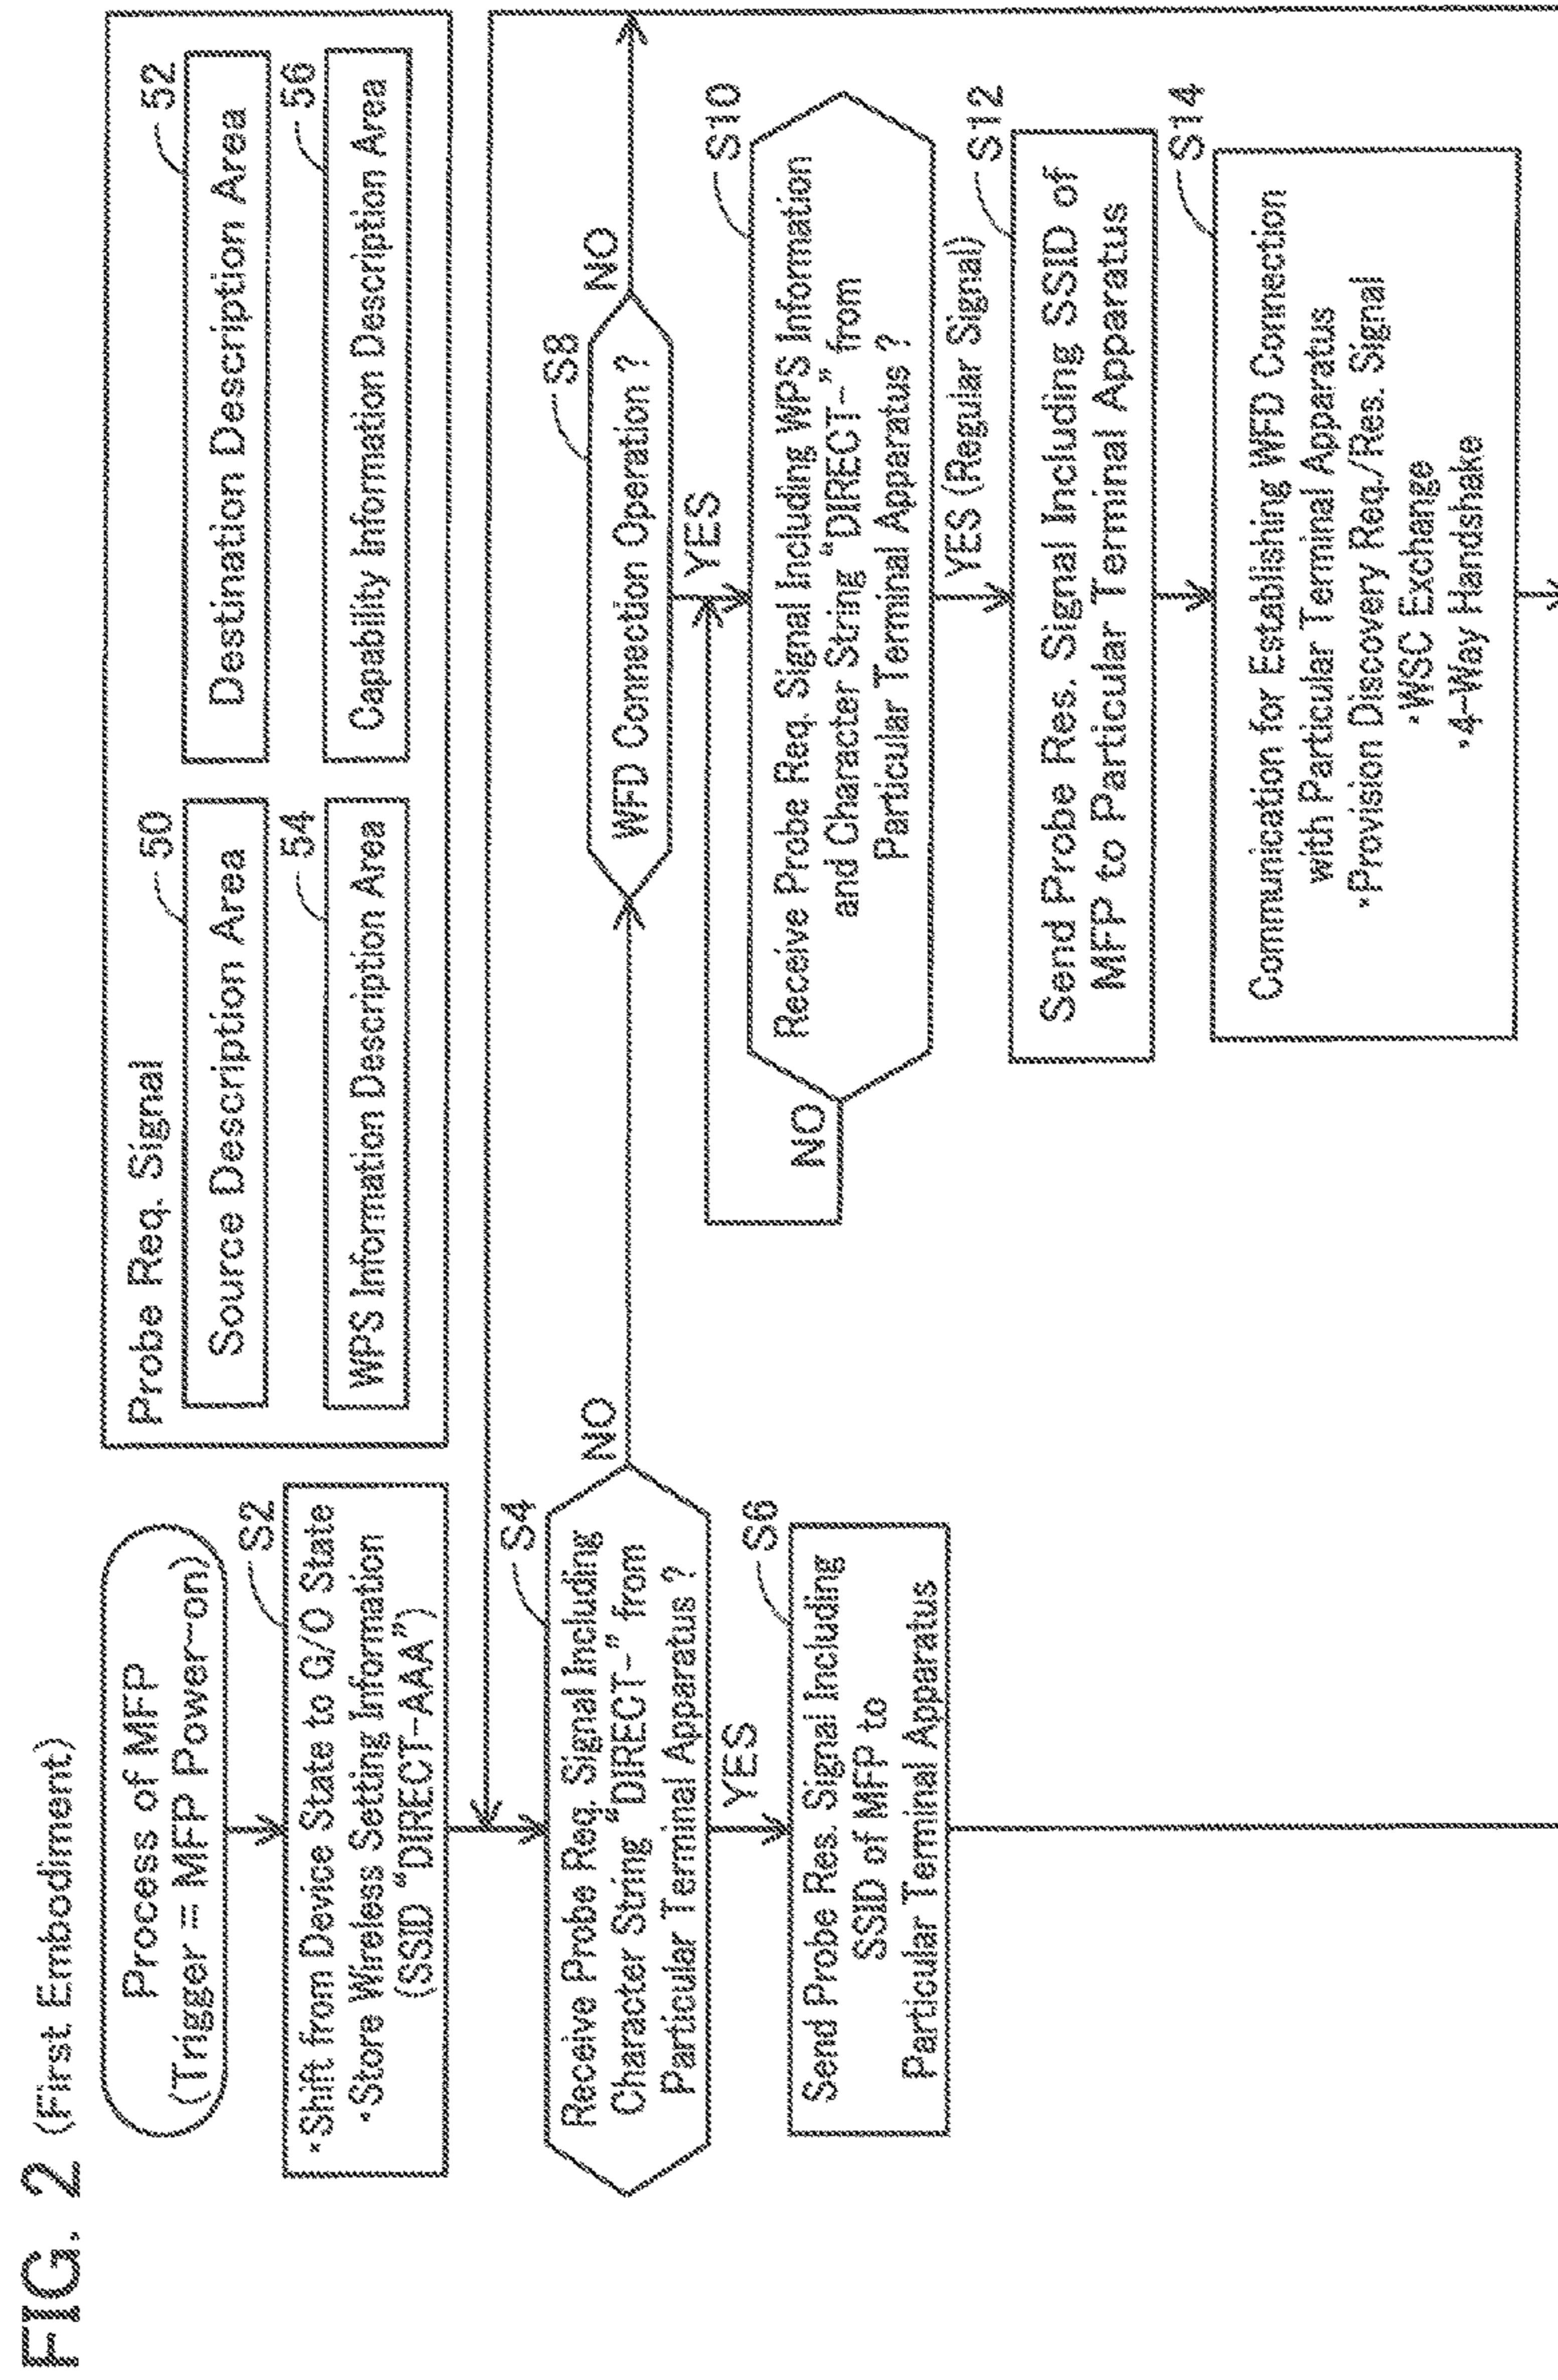 FIG. 2 (First Embodiment)
Process of MFP
(Trigger = MFP Power-on)
S2
•Shift from Device State to G/O State
•Store Wireless Setting Information
(SSID “DIRECT-AAA”)
S4
Receive Probe Req. Signal Including
Character String “DIRECT-” from
Particular Terminal Apparatus ?
NO
YES
S6
Send Probe Res. Signal Including
SSID of MFP to
Particular Terminal Apparatus
Probe Req. Signal
50
Source Description Area
52
Destination Description Area
54
WPS Information Description Area
56
Capability Information Description Area
S8
WFD Connection Operation ?
NO
YES
S10
Receive Probe Req. Signal Including WPS Information
and Character String “DIRECT-” from
Particular Terminal Apparatus ?
NO
YES (Regular Signal)
S12
Send Probe Res. Signal Including SSID of
MFP to Particular Terminal Apparatus
S14
Communication for Establishing WFD Connection
with Particular Terminal Apparatus
•Provision Discovery Req./Res. Signal
•WSC Exchange
•4-Way Handshake